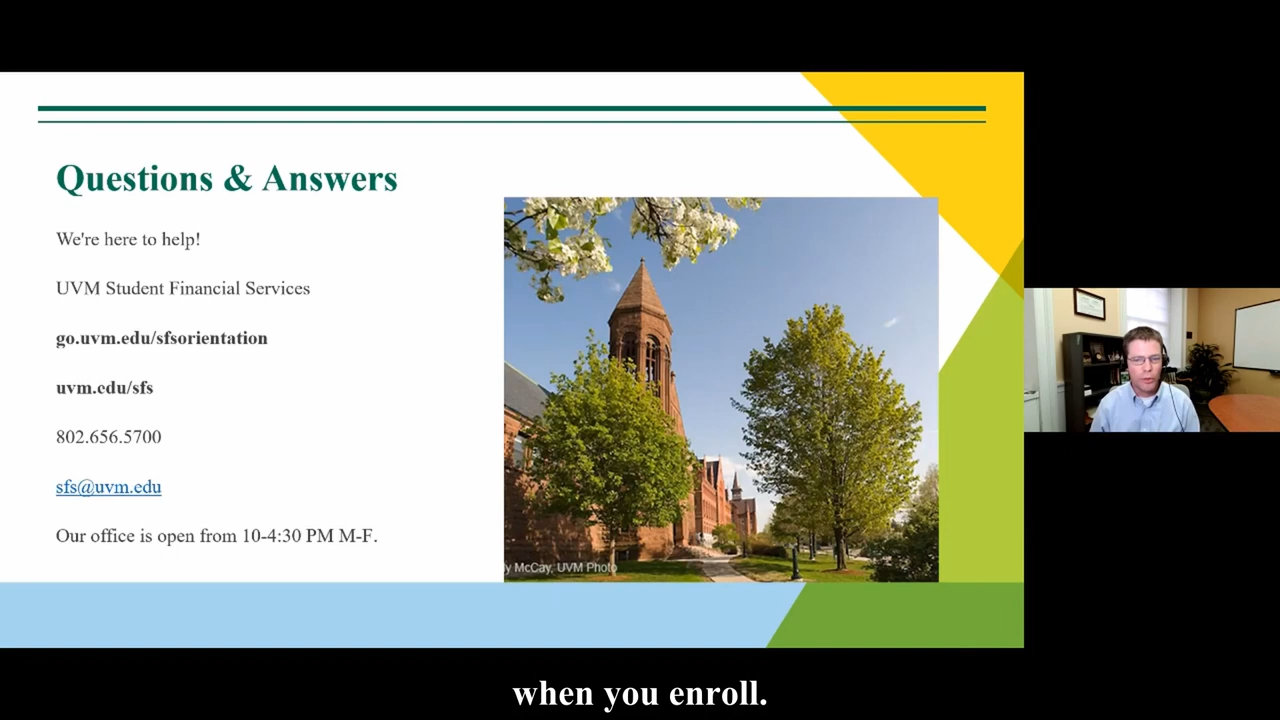 Questions & Answers
We're here to help!
UVM Student Financial Services
go.uvm.edu/sfsorientation
uvm.edu/sfs
802.656.5700
sfs@uvm.edu
Our office is open from 10-4:30 PM M-F.
y McCay, UVM Photo
when you enroll.